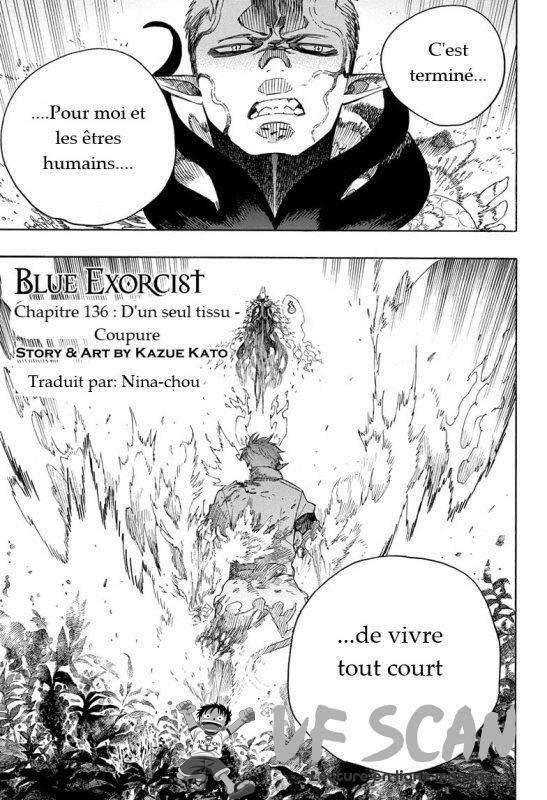 C'est
terminé...
....Pour moi et
les êtres
humains....
BLUE EXORCIST
Chapitre 136 : D'un seul tissu -
Coupure
STORY & ART BY KAZUE KATO
Traduit par: Nina-chou
...de vivre
tout court
VF SCAN